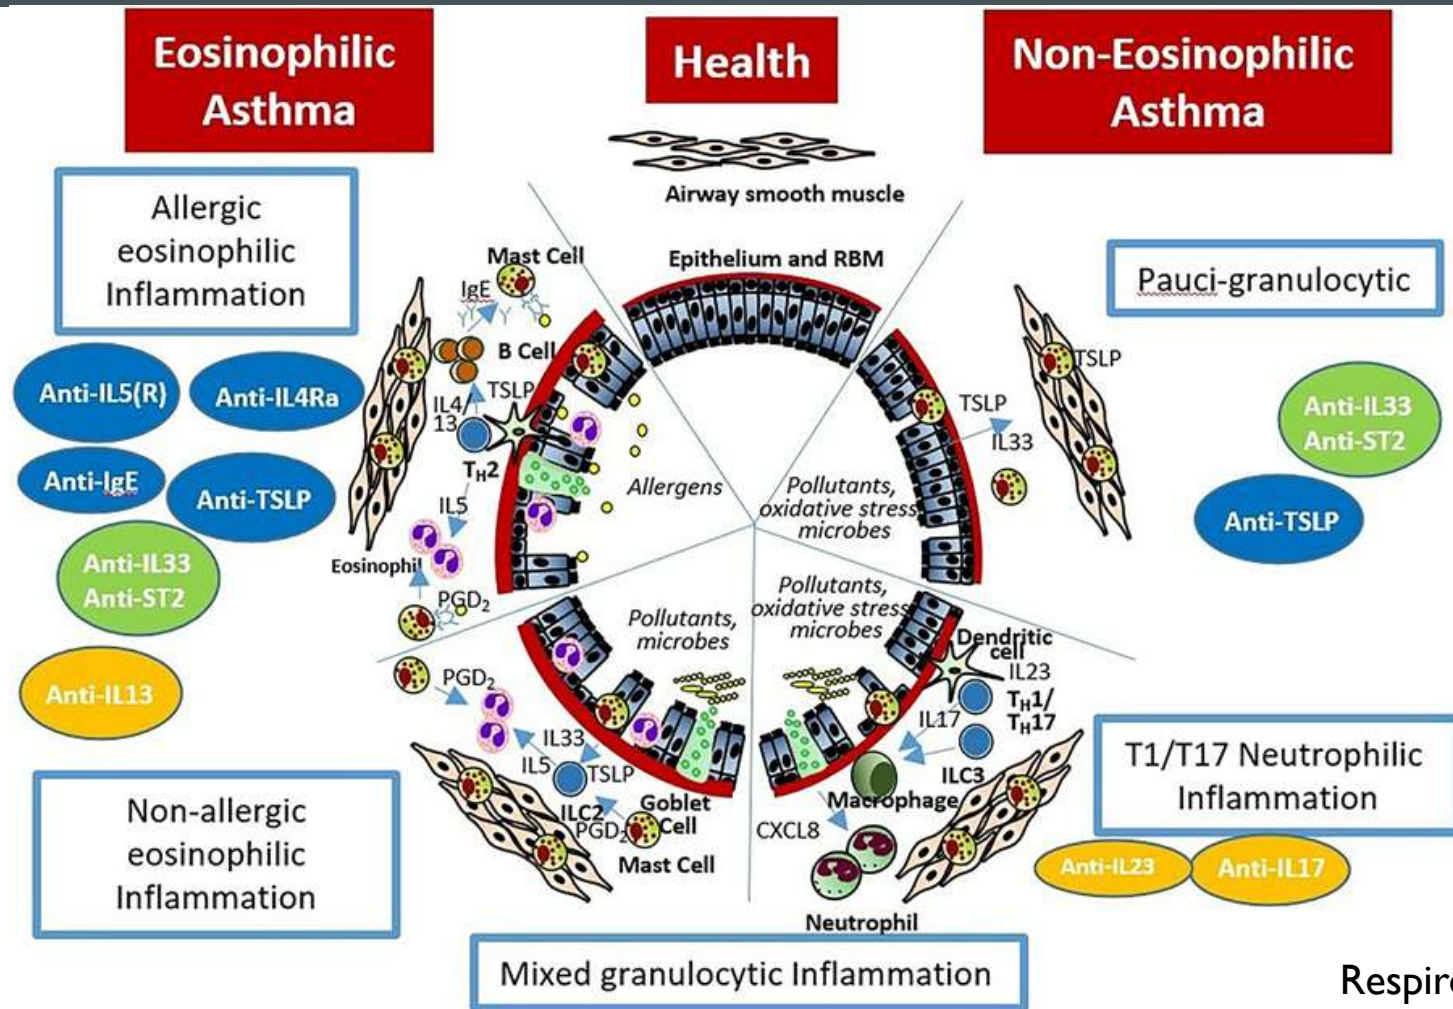 Eosinophilic
Asthma
Health
Non-Eosinophilic
Asthma
Airway smooth muscle
Allergic
eosinophilic
Inflammation
Mast Cell
IgE
B Cell
TSLP
IL4/
13
TH2
IL5
Eosinophil
PGD2
Epithelium and RBM
Allergens
Pollutants,
oxidative stress
microbes
TSLP
IL33
TSLP
Pauci-granulocytic
Anti-IL5(R)
Anti-IL4Ra
Anti-IgE
Anti-TSLP
Anti-IL33
Anti-ST2
Anti-IL13
Anti-IL33
Anti-ST2
Anti-TSLP
Pollutants,
microbes
Pollutants,
oxidative stress
microbes
PGD2
IL33
IL5
TSLP
ILC2
PGD2
Goblet
Cell
Mast Cell
Dendritic
cell
IL23
TH1/
TH17
IL17
ILC3
Macrophage
CXCL8
Neutrophil
Non-allergic
eosinophilic
Inflammation
T1/T17 Neutrophilic
Inflammation
Anti-IL23
Anti-IL17
Mixed granulocytic Inflammation